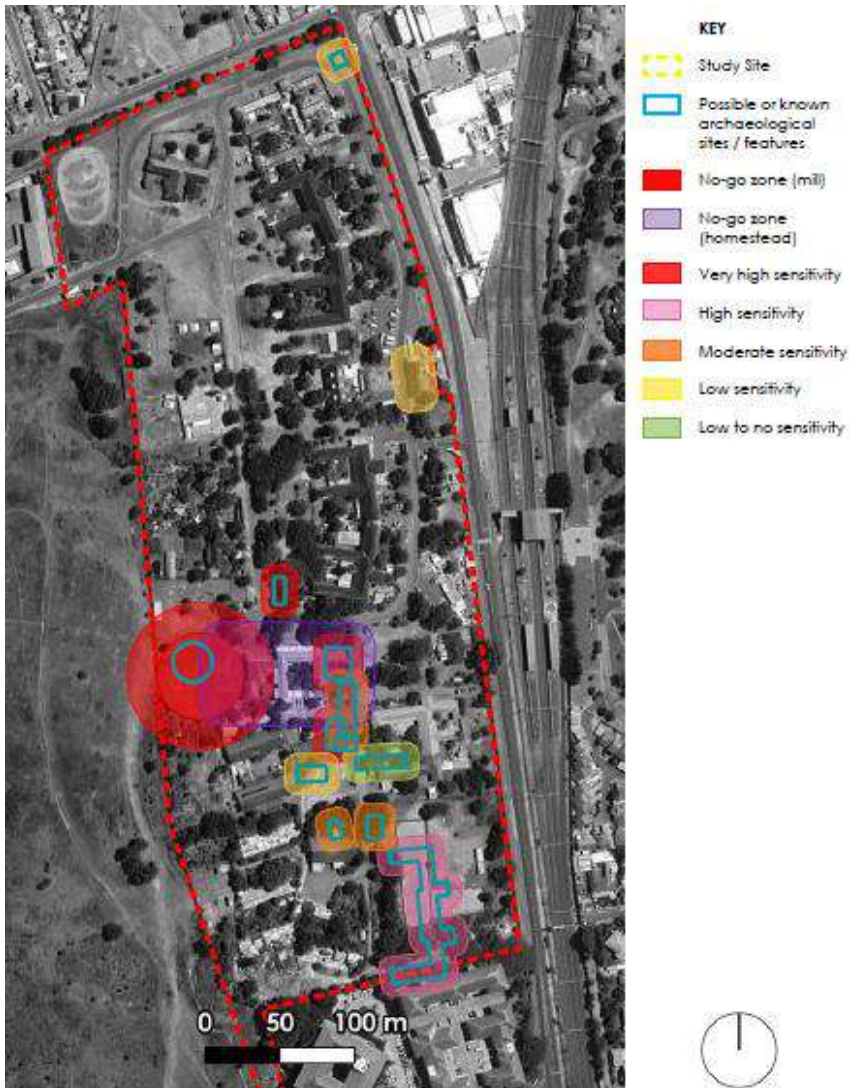 KEY
Study Site
Possible or known
archaeological
sites / features
No-go zone (mill)
No-go zone
(homestead)
Very high sensitivity
High sensitivity
Moderate sensitivity
Low sensitivity
Low to no sensitivity
0 50 100 m